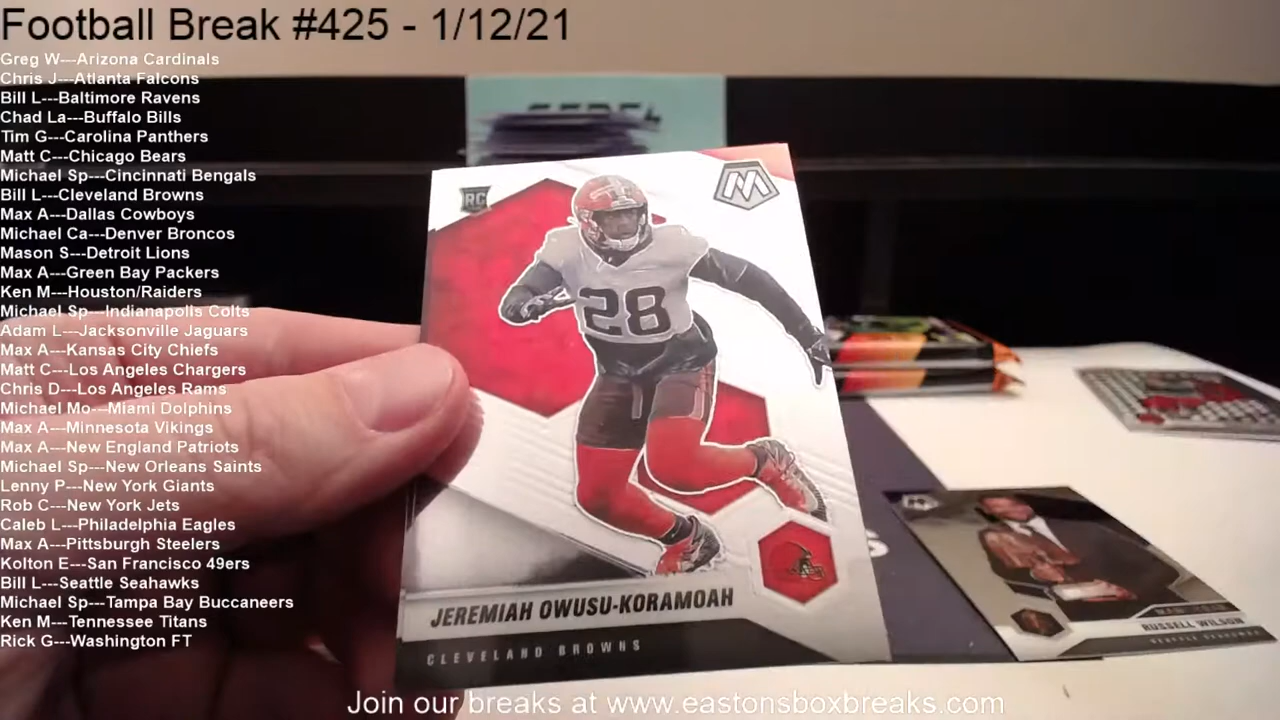 Football Break #425 - 1/12/21
Greg W---Arizona Cardinals
Chris J---Atlanta Falcons
Bill L---Baltimore Ravens
Chad La---Buffalo Bills
Tim G---Carolina Panthers
Matt C---Chicago Bears
Michael Sp---Cincinnati Bengals
Bill L---Cleveland Browns
Max A---Dallas Cowboys
Michael Ca---Denver Broncos
Mason S---Detroit Lions
Max A---Green Bay Packers
Ken M---Houston/Raiders
Michael Sp---Indianapolis Colts
Adam L---Jacksonville Jaguars
Max A---Kansas City Chiefs
Matt C---Los Angeles Chargers
Chris D---Los Angeles Rams
Michael Mo---Miami Dolphins
Max A---Minnesota Vikings
Max A---New England Patriots
Michael Sp---New Orleans Saints
Lenny P---New York Giants
Rob C---New York Jets
Caleb L---Philadelphia Eagles
Max A---Pittsburgh Steelers
Kolton E---San Francisco 49ers
Bill L---Seattle Seahawks
Michael Sp---Tampa Bay Buccaneers
Ken M---Tennessee Titans
Rick G---Washington FT
RC
M
28
JEREMIAH OWUSU-KORAMOAH
CLEVELAND BROWNS
RUSSELL WILSON
SEATTLE SEAHAWKS
Join our breaks at www.eastonsboxbreaks.com